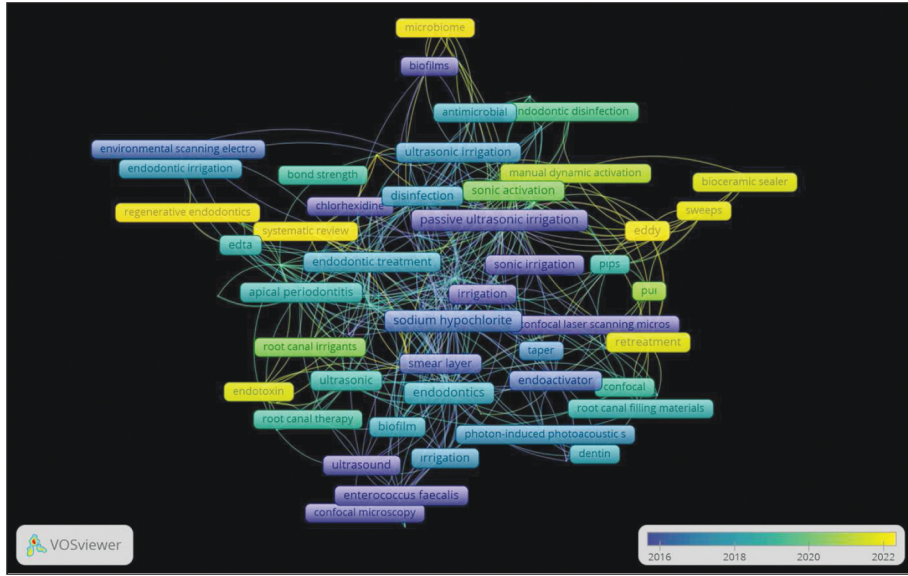 microbiome
biofilms
antimicrobial
endodontic disinfection
environmental scanning electro
ultrasonic irrigation
endodontic irrigation
bond strength
manual dynamic activation
bioceramic sealer
disinfection
sonic activation
chlorhexidine
regenerative endodontics
passive ultrasonic irrigation
sweeps
systematic review
eddy
edta
endodontic treatment
sonic irrigation
pips
apical periodontitis
irrigation
pui
sodium hypochlorite
confocal laser scanning micros
root canal irrigants
taper
retreatment
smear layer
ultrasonic
endoactivator
confocal
endotoxin
endodontics
root canal filling materials
root canal therapy
biofilm
photon-induced photoacoustic s
ultrasound
irrigation
dentin
enterococcus faecalis
confocal microscopy
VOSviewer
2016 2018 2020 2022